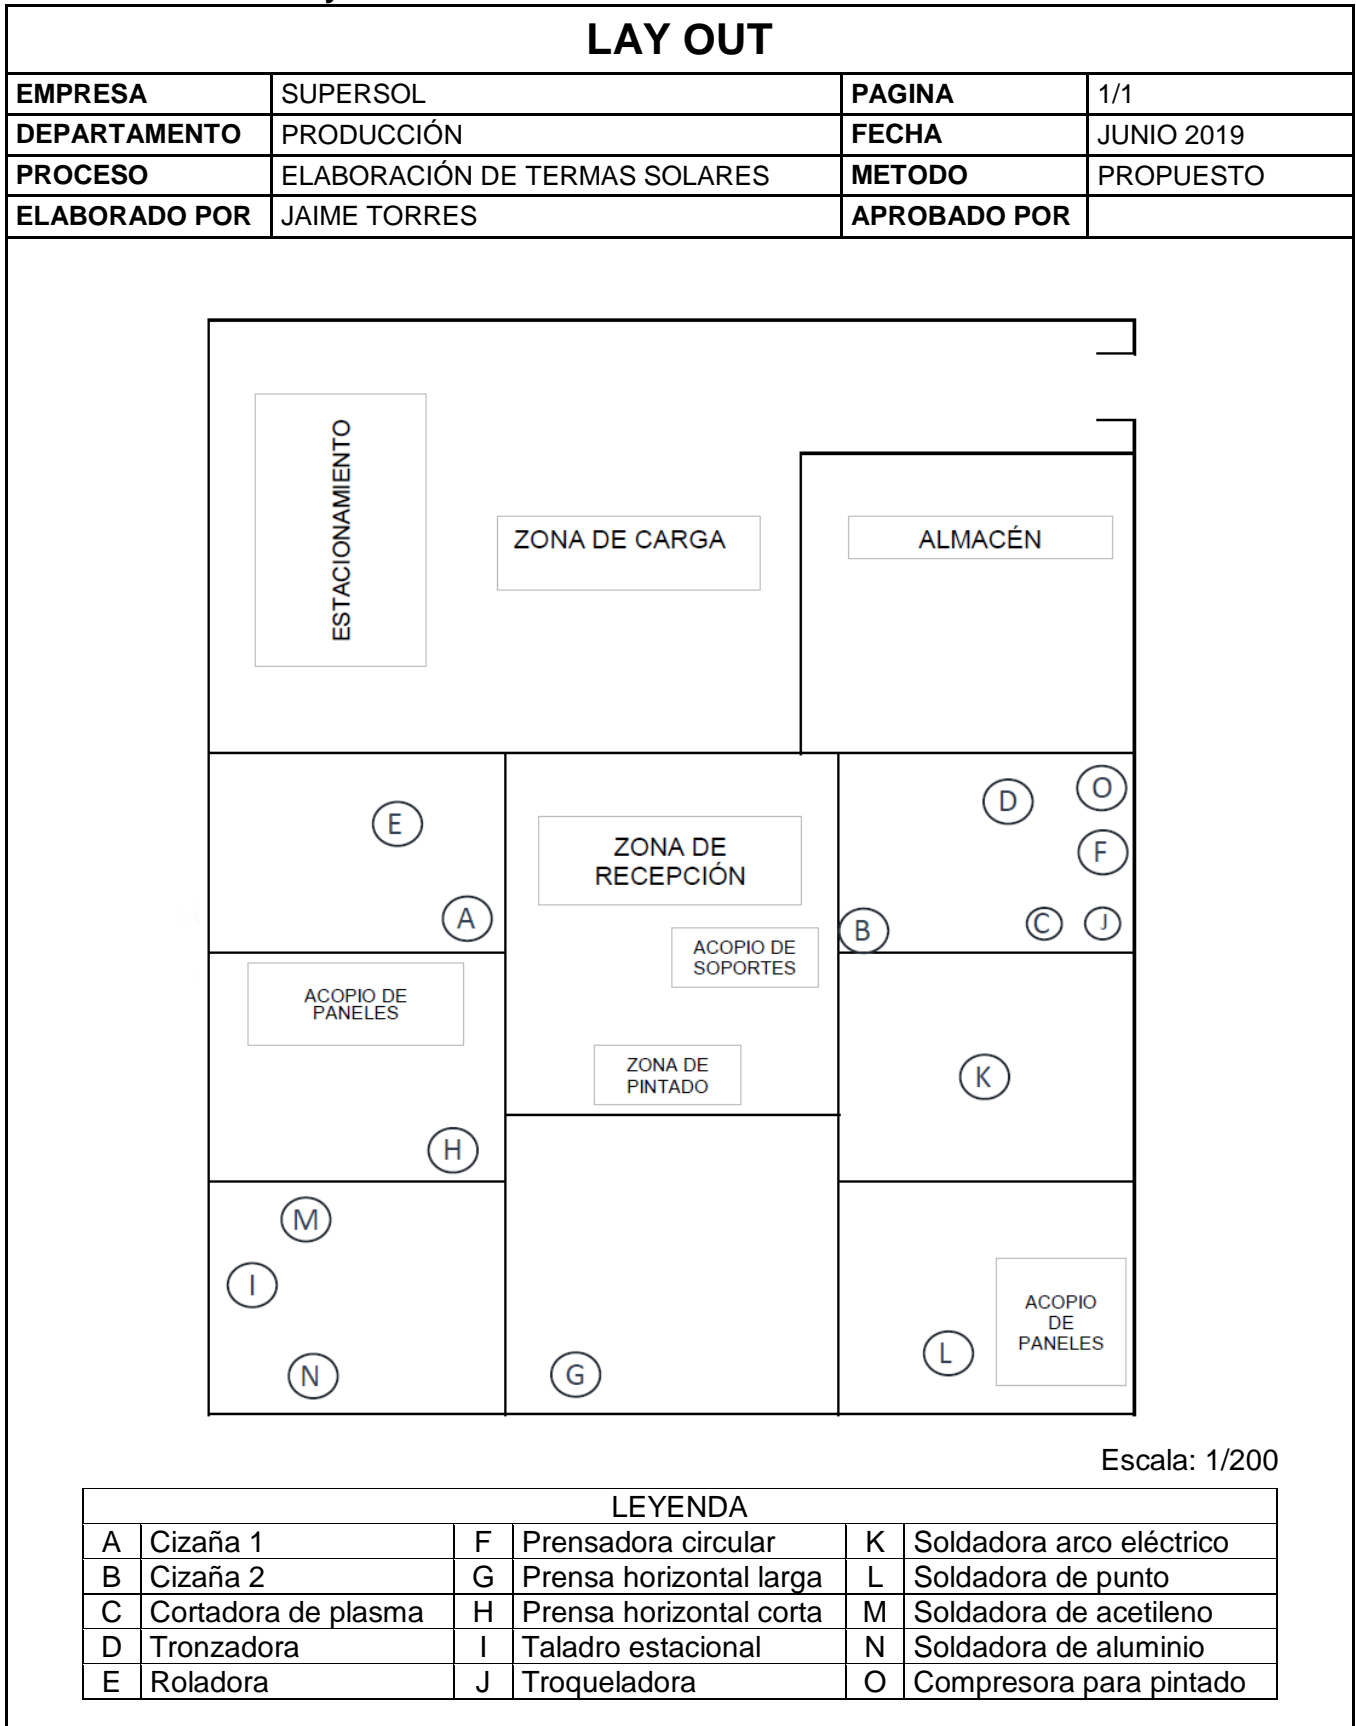 LAY OUT
EMPRESA SUPERSOL PAGINA 1/1
DEPARTAMENTO PRODUCCIÓN FECHA JUNIO 2019
PROCESO ELABORACIÓN DE TERMAS SOLARES METODO PROPUESTO
ELABORADO POR JAIME TORRES APROBADO POR
ESTACIONAMIENTO
ZONA DE CARGA
ALMACÉN
E
A
ZONA DE
RECEPCIÓN
ACOPIO DE
SOPORTES
ZONA DE
PINTADO
D
O
F
B
C
J
ACOPIO DE
PANELES
H
K
M
I
N
G
L
ACOPIO
DE
PANELES
Escala: 1/200
LEYENDA
A Cizaña 1 F Prensadora circular K Soldadora arco eléctrico
B Cizaña 2 G Prensa horizontal larga L Soldadora de punto
C Cortadora de plasma H Prensa horizontal corta M Soldadora de acetileno
D Tronzadora I Taladro estacional N Soldadora de aluminio
E Roladora J Troqueladora O Compresora para pintado